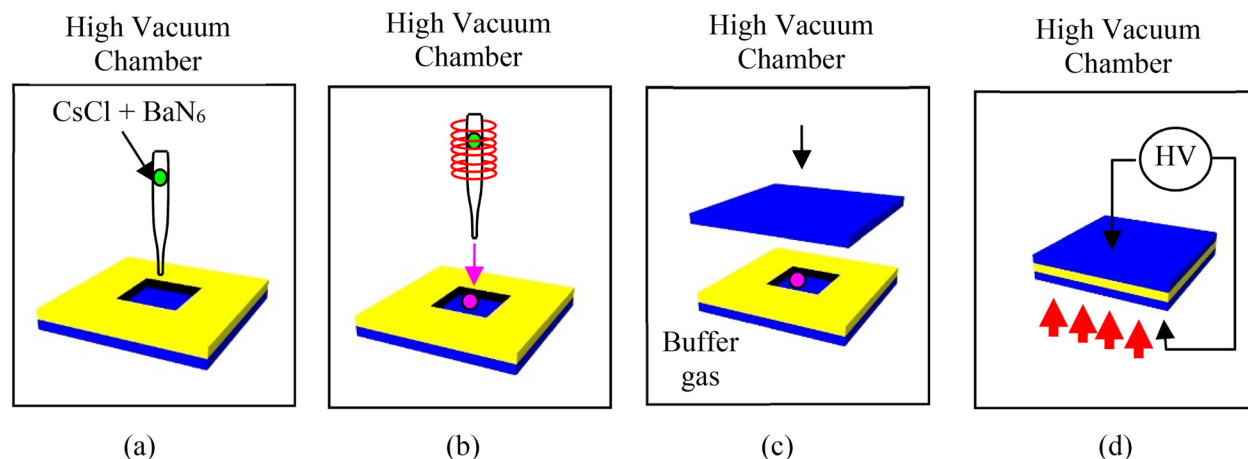 High Vacuum
Chamber
CsCl + BaN₆
(a)
High Vacuum
Chamber
(b)
High Vacuum
Chamber
Buffer
gas
(c)
High Vacuum
Chamber
HV
(d)